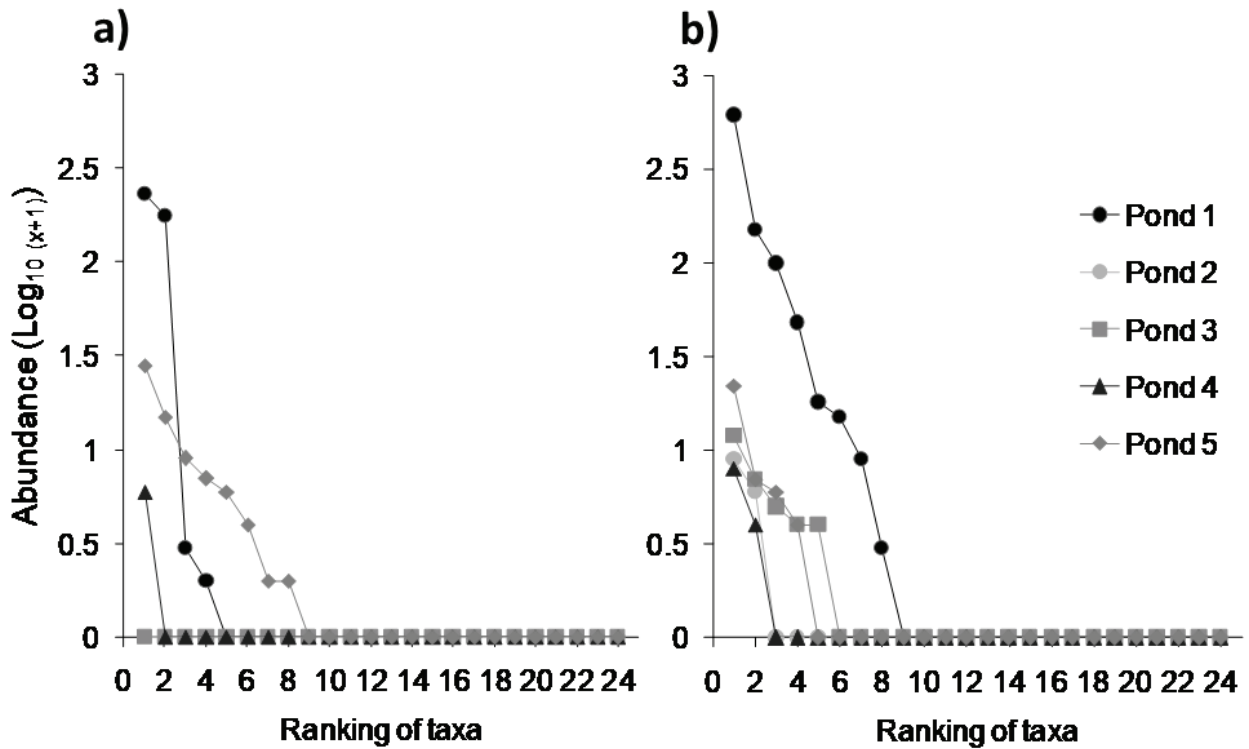 a)
3
2.5
2
1.5
1
0.5
0
0 2 4 6 8 10 12 14 16 18 20 22 24
Abundance (Log10 (x+1))
Ranking of taxa
b)
3
2.5
2
1.5
1
0.5
0
0 2 4 6 8 10 12 14 16 18 20 22 24
Ranking of taxa
Pond 1
Pond 2
Pond 3
Pond 4
Pond 5